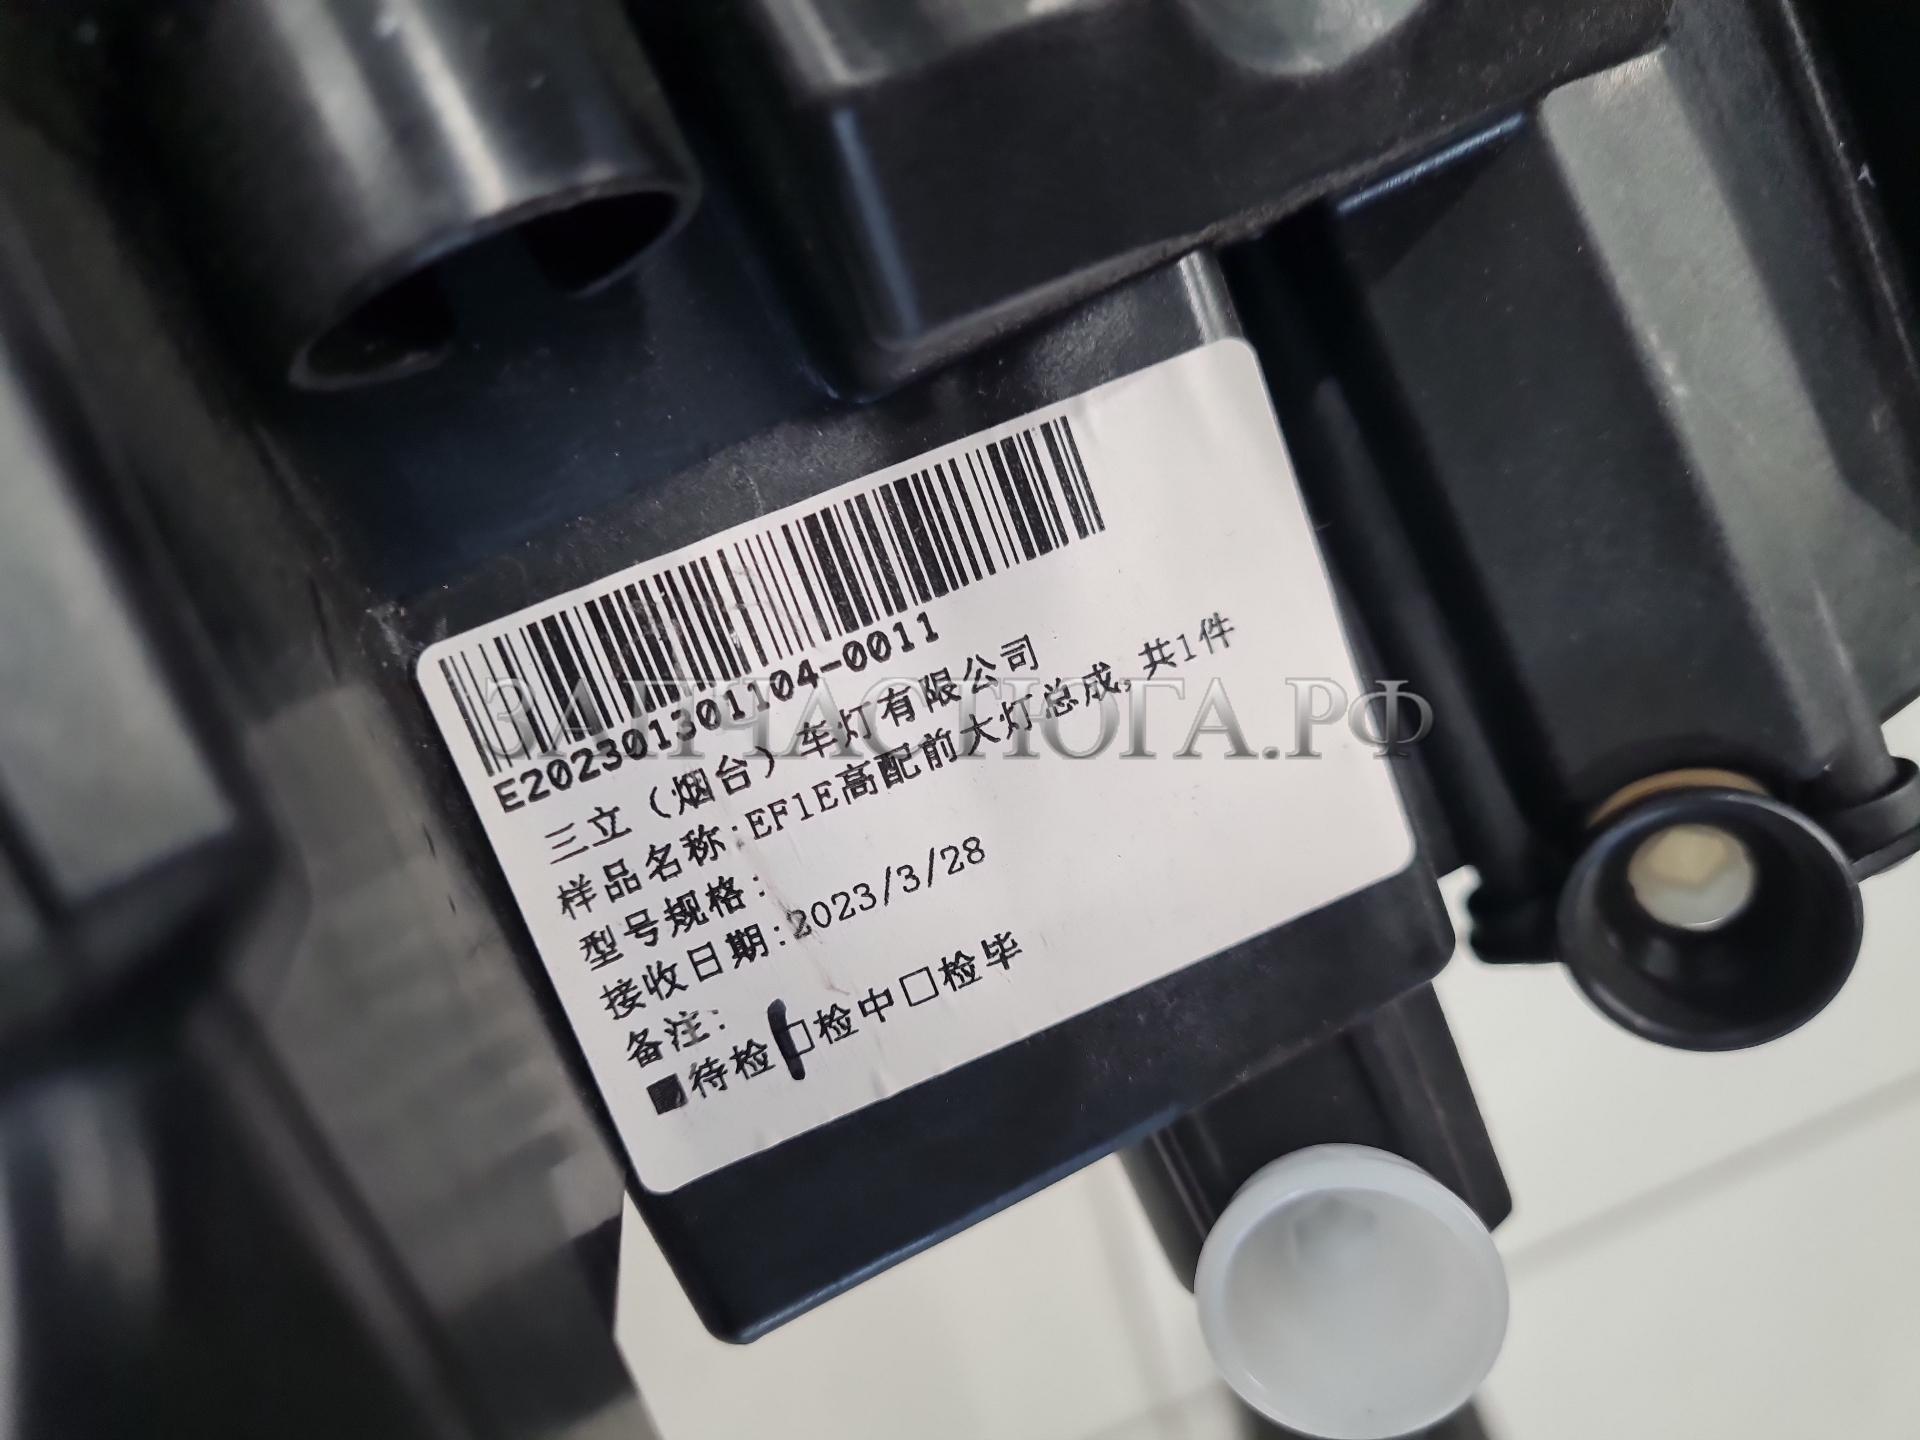 E202301301104-0011
三立（烟台）车灯有限公司
样品名称:EF1E高配前大灯总成,共1件
型号规格:
接收日期:2023/3/28
备注:
■待检□检中□检毕
ЗАПЧАСТЮГА.РФ